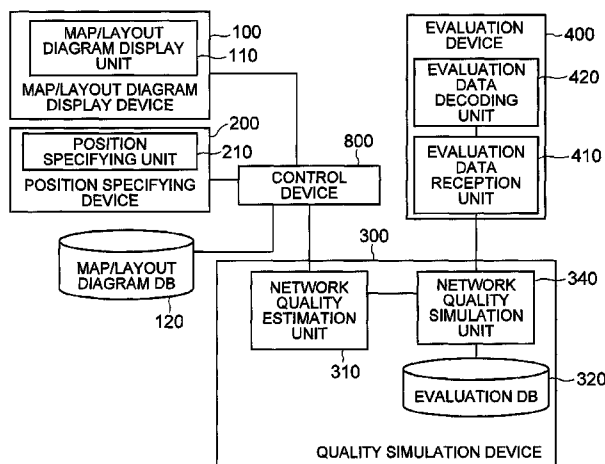 MAP/LAYOUT
DIAGRAM DISPLAY
UNIT
MAP/LAYOUT DIAGRAM
DISPLAY DEVICE
100
110
POSITION
SPECIFYING UNIT
POSITION SPECIFYING
DEVICE
200
210
MAP/LAYOUT
DIAGRAM DB
120
800
CONTROL
DEVICE
EVALUATION
DEVICE
400
EVALUATION
DATA
DECODING
UNIT
420
EVALUATION
DATA
RECEPTION
UNIT
410
300
NETWORK
QUALITY
ESTIMATION
UNIT
310
NETWORK
QUALITY
SIMULATION
UNIT
340
EVALUATION DB
320
QUALITY SIMULATION DEVICE